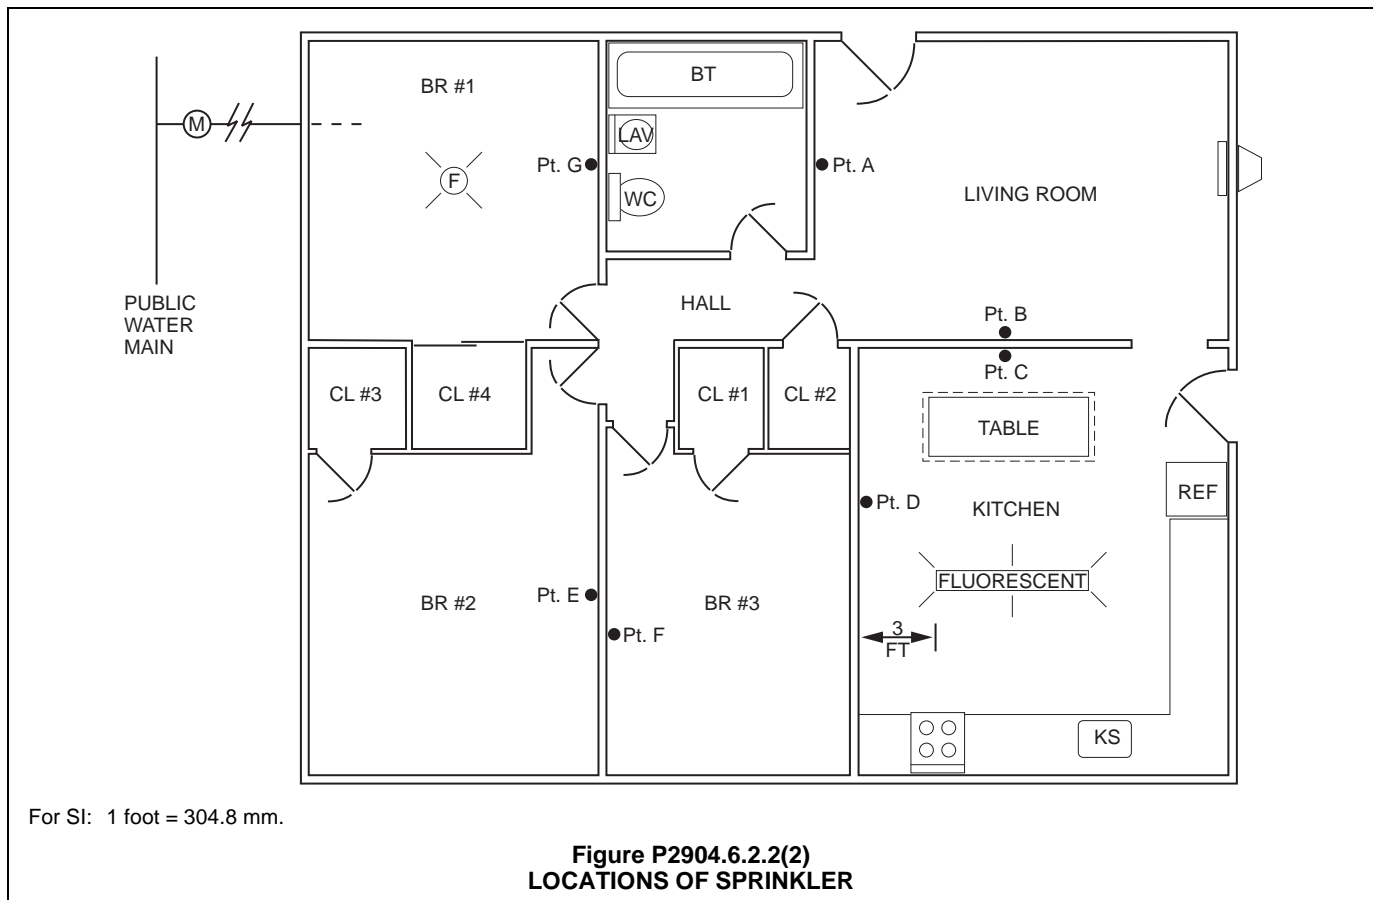 BR #1
BT
M
LAV
Pt. G
Pt. A
F
WC
LIVING ROOM
PUBLIC
WATER
MAIN
HALL
Pt. B
Pt. C
CL #3
CL #4
CL #1
CL #2
TABLE
REF
Pt. D
KITCHEN
FLUORESCENT
BR #2
Pt. E
BR #3
Pt. F
3
FT
KS
For SI: 1 foot = 304.8 mm.
Figure P2904.6.2.2(2)
LOCATIONS OF SPRINKLER